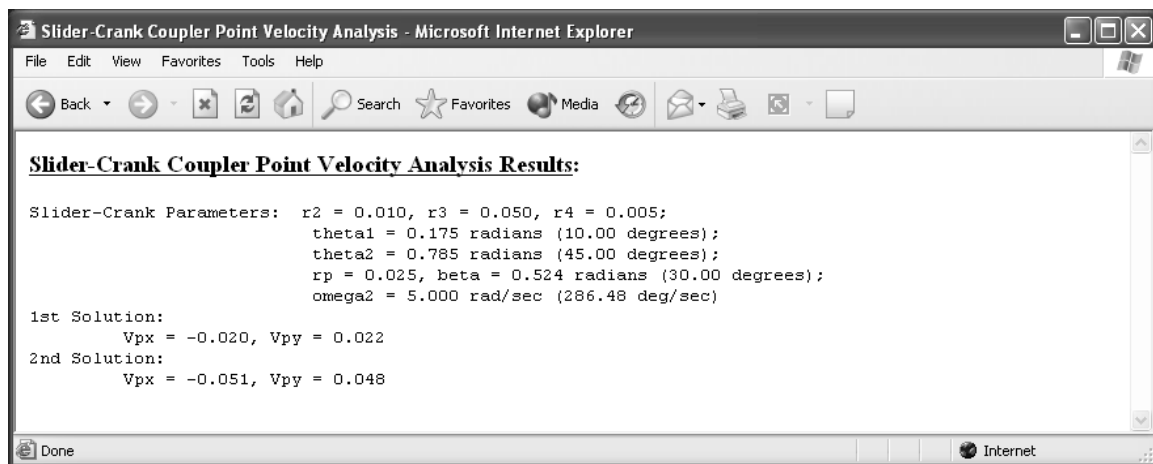 Slider-Crank Coupler Point Velocity Analysis - Microsoft Internet Explorer
File Edit View Favorites Tools Help
Back Search Favorites Media
Slider-Crank Coupler Point Velocity Analysis Results:
Slider-Crank Parameters: r2 = 0.010, r3 = 0.050, r4 = 0.005;
theta1 = 0.175 radians (10.00 degrees);
theta2 = 0.785 radians (45.00 degrees);
rp = 0.025, beta = 0.524 radians (30.00 degrees);
omega2 = 5.000 rad/sec (286.48 deg/sec)
1st Solution:
Vpx = -0.020, Vpy = 0.022
2nd Solution:
Vpx = -0.051, Vpy = 0.048
Done Internet